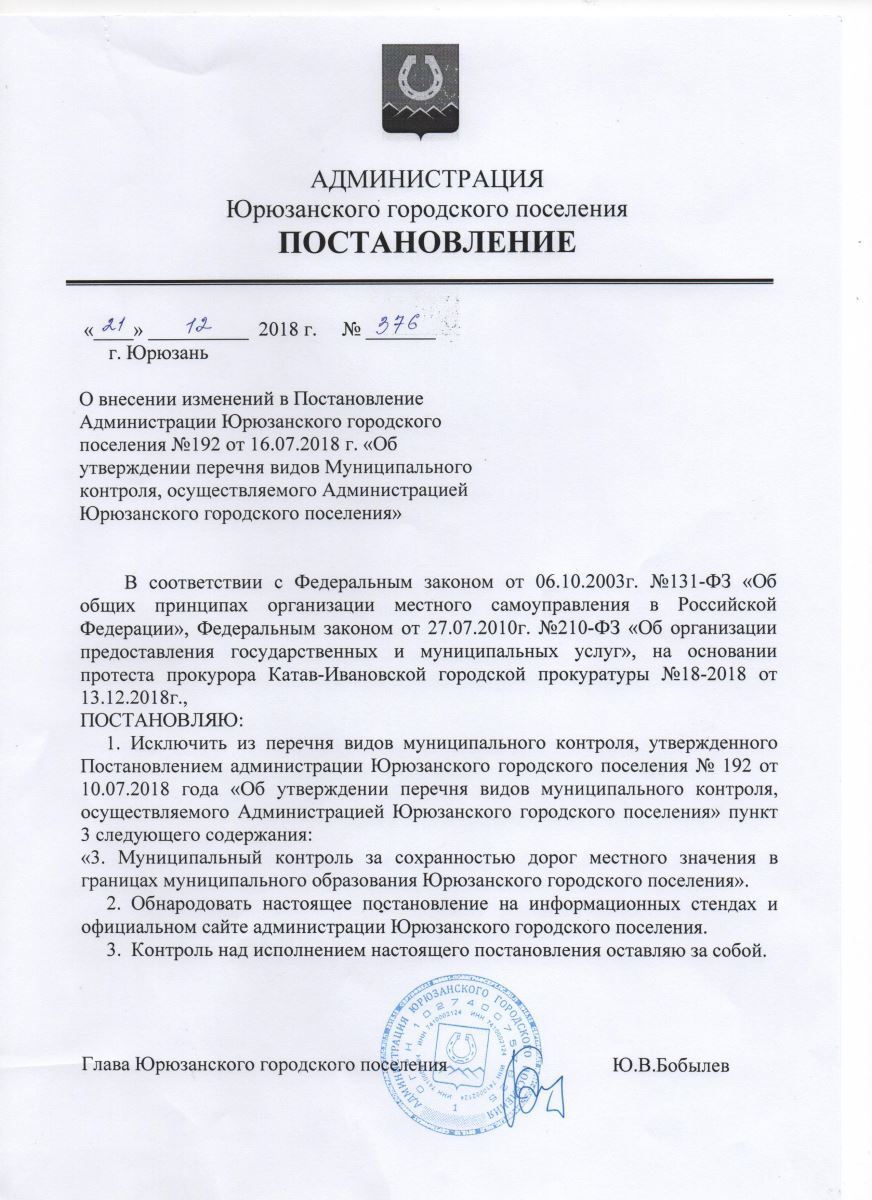 АДМИНИСТРАЦИЯ
Юрюзанского городского поселения
ПОСТАНОВЛЕНИЕ
«21» 12 2018 г. № 376
г. Юрюзань
О внесении изменений в Постановление
Администрации Юрюзанского городского
поселения №192 от 16.07.2018 г. «Об
утверждении перечня видов Муниципального
контроля, осуществляемого Администрацией
Юрюзанского городского поселения»
В соответствии с Федеральным законом от 06.10.2003г. №131-ФЗ «Об
общих принципах организации местного самоуправления в Российской
Федерации», Федеральным законом от 27.07.2010г. №210-ФЗ «Об организации
предоставления государственных и муниципальных услуг», на основании
протеста прокурора Катав-Ивановской городской прокуратуры №18-2018 от
13.12.2018г.,
ПОСТАНОВЛЯЮ:
1. Исключить из перечня видов муниципального контроля, утвержденного
Постановлением администрации Юрюзанского городского поселения № 192 от
10.07.2018 года «Об утверждении перечня видов муниципального контроля,
осуществляемого Администрацией Юрюзанского городского поселения» пункт
3 следующего содержания:
«3. Муниципальный контроль за сохранностью дорог местного значения в
границах муниципального образования Юрюзанского городского поселения».
2. Обнародовать настоящее постановление на информационных стендах и
официальном сайте администрации Юрюзанского городского поселения.
3. Контроль над исполнением настоящего постановления оставляю за собой.
Глава Юрюзанского городского поселения Ю.В.Бобылев
АДМИНИСТРАЦИЯ ЮРЮЗАНСКОГО ГОРОДСКОГО ПОСЕЛЕНИЯ
ИНН 7410002124
1